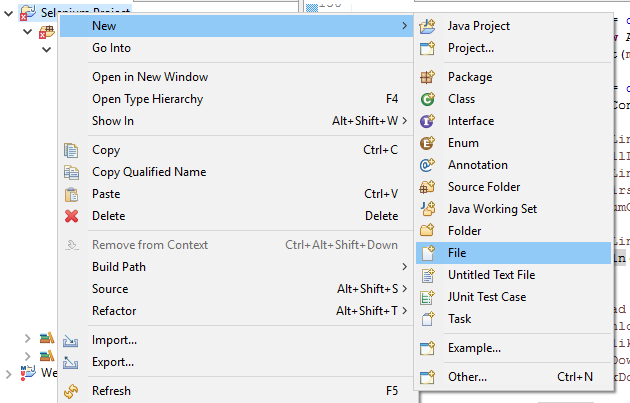 Selenium Project
New
Go Into
Open in New Window
Open Type Hierarchy F4
Show In Alt+Shift+W >
Copy Ctrl+C
Copy Qualified Name
Paste Ctrl+V
Delete Delete
Remove from Context Ctrl+Alt+Shift+Down
Build Path
Source Alt+Shift+S >
Refactor Alt+Shift+T >
Import...
Export...
Refresh F5
Java Project
Project...
Package
Class
Interface
Enum
Annotation
Source Folder
Java Working Set
Folder
File
Untitled Text File
JUnit Test Case
Task
Example...
Other... Ctrl+N
We